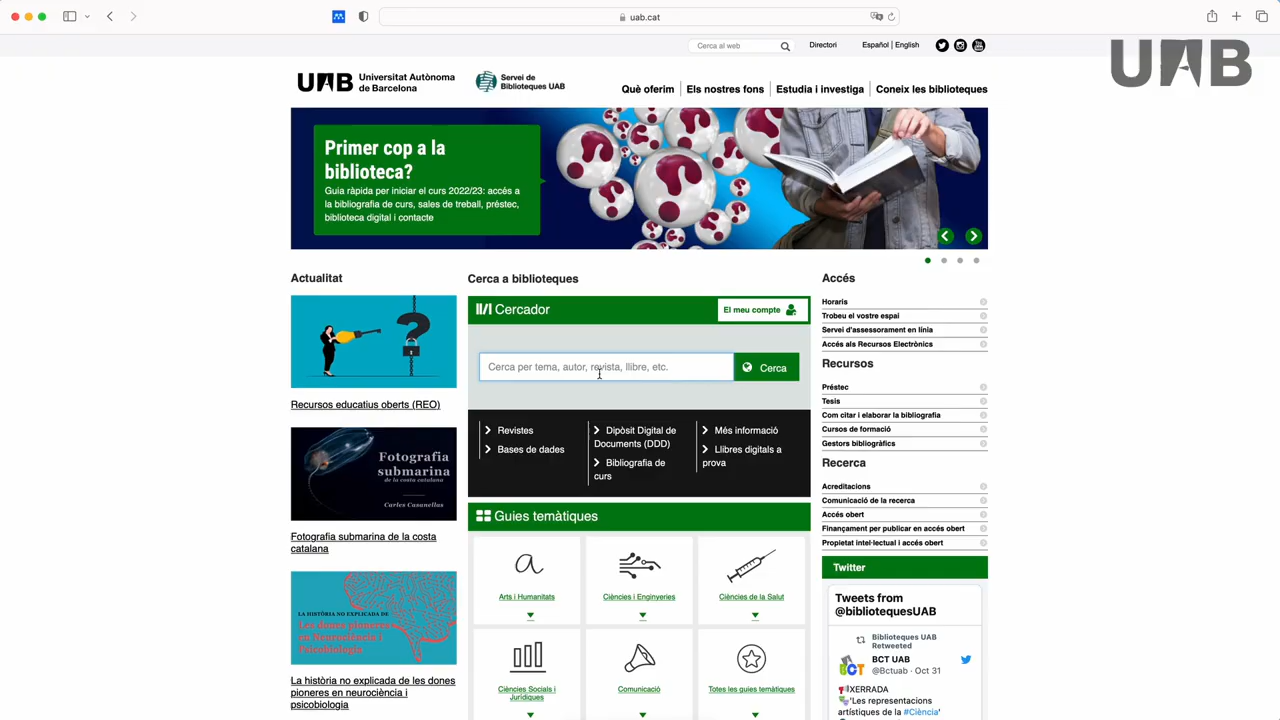 uab.cat
Cerca al web
Directori
Español | English
UAB
UAB Universitat Autònoma
de Barcelona
Servei de
Biblioteques UAB
Què oferim
Els nostres fons
Estudia i investiga
Coneix les biblioteques
Primer cop a la
biblioteca?
Guia ràpida per iniciar el curs 2022/23: accés a
la bibliografia de curs, sales de treball, préstec,
biblioteca digital i contacte
Actualitat
Recursos educatius oberts (REO)
Fotografia
submarina
de la costa catalana
Carles Casanellas
Fotografia submarina de la costa
catalana
LA HISTÒRIA NO EXPLICADA DE
Les dones pioneres
en Neurociència i
Psicobiologia
La història no explicada de les dones
pioneres en neurociència i
psicobiologia
Cerca a biblioteques
Cercador
El meu compte
Cerca per tema, autor, revista, llibre, etc.
Cerca
Revistes
Bases de dades
Dipòsit Digital de
Documents (DDD)
Bibliografia de
curs
Més informació
Llibres digitals a
prova
Guies temàtiques
Arts i Humanitats
Ciències i Enginyeries
Ciències de la Salut
Ciències Socials i
Jurídiques
Comunicació
Totes les guies temàtiques
Accés
Horaris
Trobeu el vostre espai
Servei d'assessorament en línia
Accés als Recursos Electrònics
Recursos
Préstec
Tesis
Com citar i elaborar la bibliografia
Cursos de formació
Gestors bibliogràfics
Recerca
Acreditacions
Comunicació de la recerca
Accés obert
Finançament per publicar en accés obert
Propietat intel·lectual i accés obert
Twitter
Tweets from
@bibliotequesUAB
Biblioteques UAB
Retweeted
BCT UAB
@Bctuab · Oct 31
XERRADA
'Les representacions
artístiques de la #Ciència'